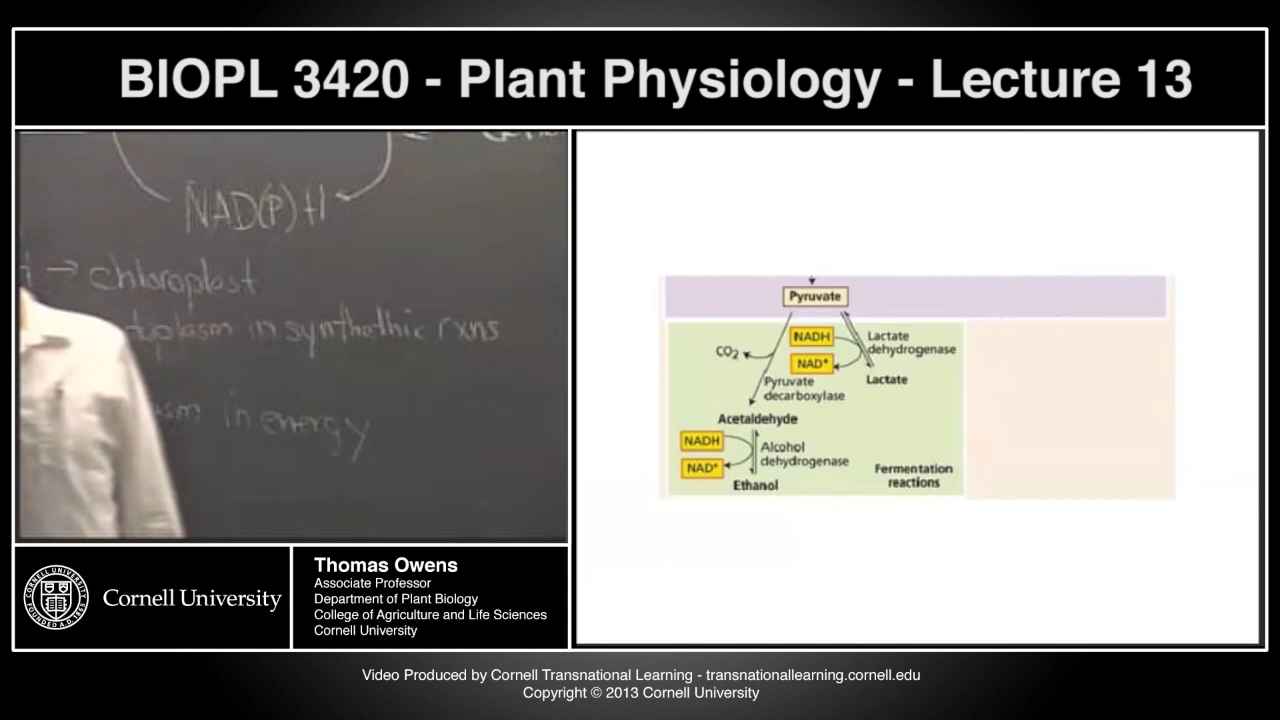 BIOPL 3420 - Plant Physiology - Lecture 13
NAD(P)H
→ chloroplast
in synthethic rxns
in energy
Pyruvate
NADH
NAD+
Lactate
dehydrogenase
Lactate
CO2
Pyruvate
decarboxylase
Acetaldehyde
NADH
NAD+
Alcohol
dehydrogenase
Ethanol
Fermentation
reactions
Cornell University
Thomas Owens
Associate Professor
Department of Plant Biology
College of Agriculture and Life Sciences
Cornell University
Video Produced by Cornell Transnational Learning - transnationallearning.cornell.edu
Copyright © 2013 Cornell University